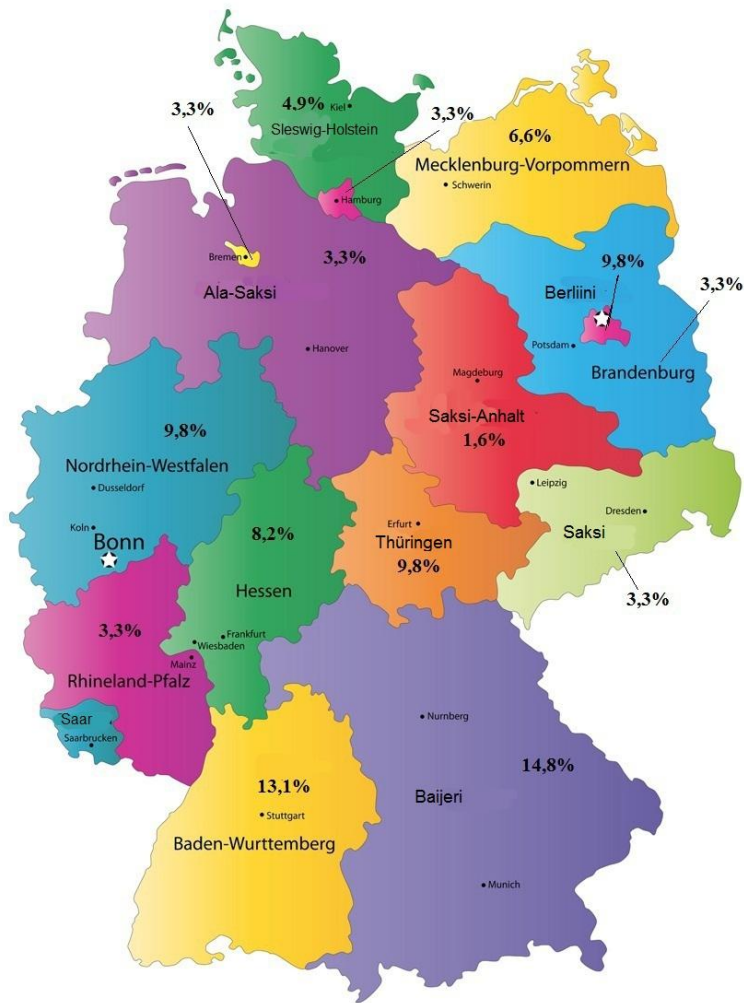 3,3%
4,9%
Kiel
Sleswig-Holstein
3,3%
6,6%
Mecklenburg-Vorpommern
Schwerin
Hamburg
3,3%
Bremen
Ala-Saksi
Hanover
9,8%
Berliini
3,3%
Potsdam
Brandenburg
Magdeburg
Saksi-Anhalt
1,6%
9,8%
Nordrhein-Westfalen
Dusseldorf
Koln
Bonn
8,2%
Hessen
Frankfurt
Wiesbaden
Erfurt
Thüringen
9,8%
Leipzig
Dresden
Saksi
3,3%
3,3%
Mainz
Rhineland-Pfalz
Saar
Saarbrucken
Nurnberg
14,8%
Baijeri
Munich
13,1%
Stuttgart
Baden-Wurttemberg